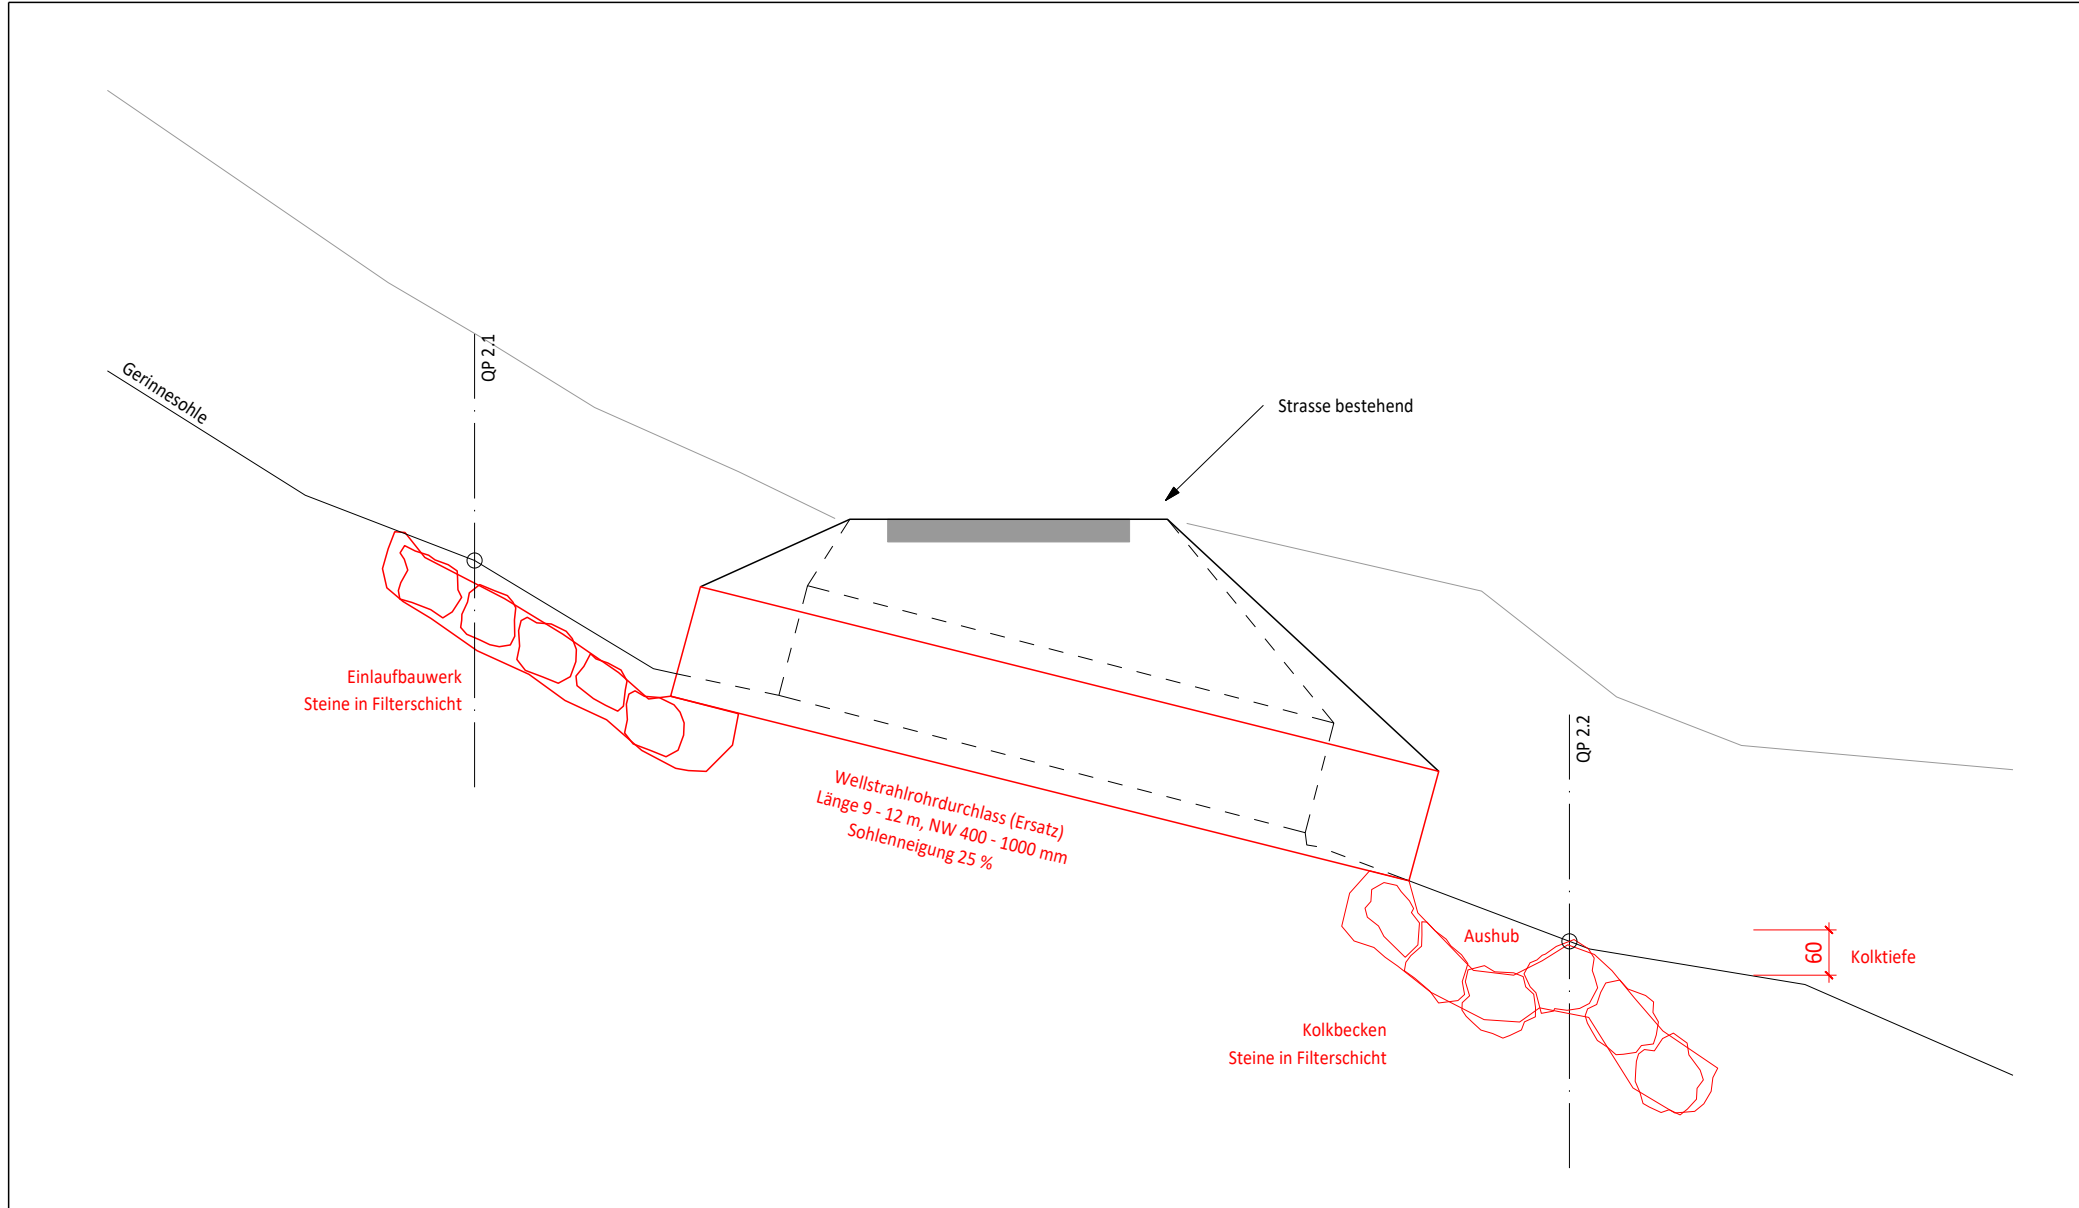 QP 2.1
Gerinnesohle
Strasse bestehend
Einlaufbauwerk
Steine in Filterschicht
QP 2.2
Wellstrahlrohrdurchlass (Ersatz)
Länge 9 - 12 m, NW 400 - 1000 mm
Sohlenneigung 25 %
Aushub
60
Kolktiefe
Kolkbecken
Steine in Filterschicht